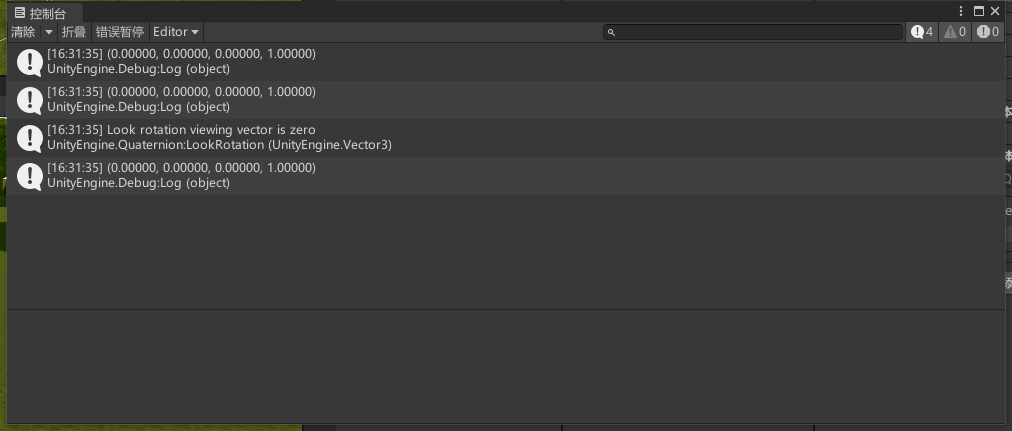 控制台
清除 折叠 错误暂停 Editor 4 0 0
[16:31:35] (0.00000, 0.00000, 0.00000, 1.00000)
UnityEngine.Debug:Log (object)
[16:31:35] (0.00000, 0.00000, 0.00000, 1.00000)
UnityEngine.Debug:Log (object)
[16:31:35] Look rotation viewing vector is zero
UnityEngine.Quaternion:LookRotation (UnityEngine.Vector3)
[16:31:35] (0.00000, 0.00000, 0.00000, 1.00000)
UnityEngine.Debug:Log (object)